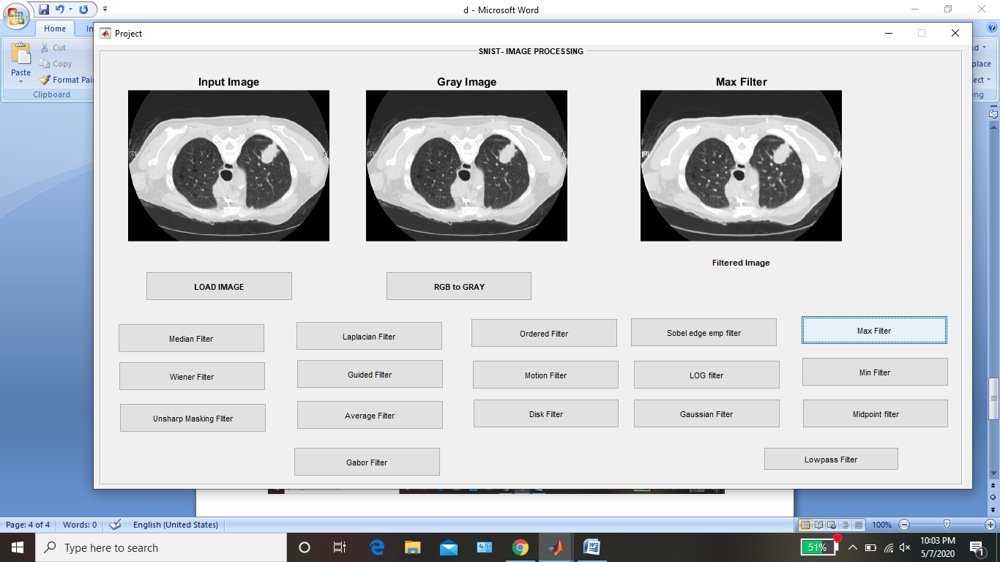 d - Microsoft Word
Home
Cut
Copy
Paste
Format Pai
Clipboard
Project
SNIST- IMAGE PROCESSING
Input Image
Gray Image
Max Filter
[R]
Filtered Image
LOAD IMAGE
RGB to GRAY
Median Filter
Laplacian Filter
Ordered Filter
Sobel edge emp filter
Max Filter
Wiener Filter
Guided FIlter
Motion Filter
LOG filter
Min Filter
Unsharp Masking FIlter
Average Filter
Disk Filter
Gaussian Filter
Midpoint filter
Gabor Filter
Lowpass Filter
Page: 4 of 4
Words: 0
English (United States)
100%
Type here to search
51%
10:03 PM
5/7/2020
1